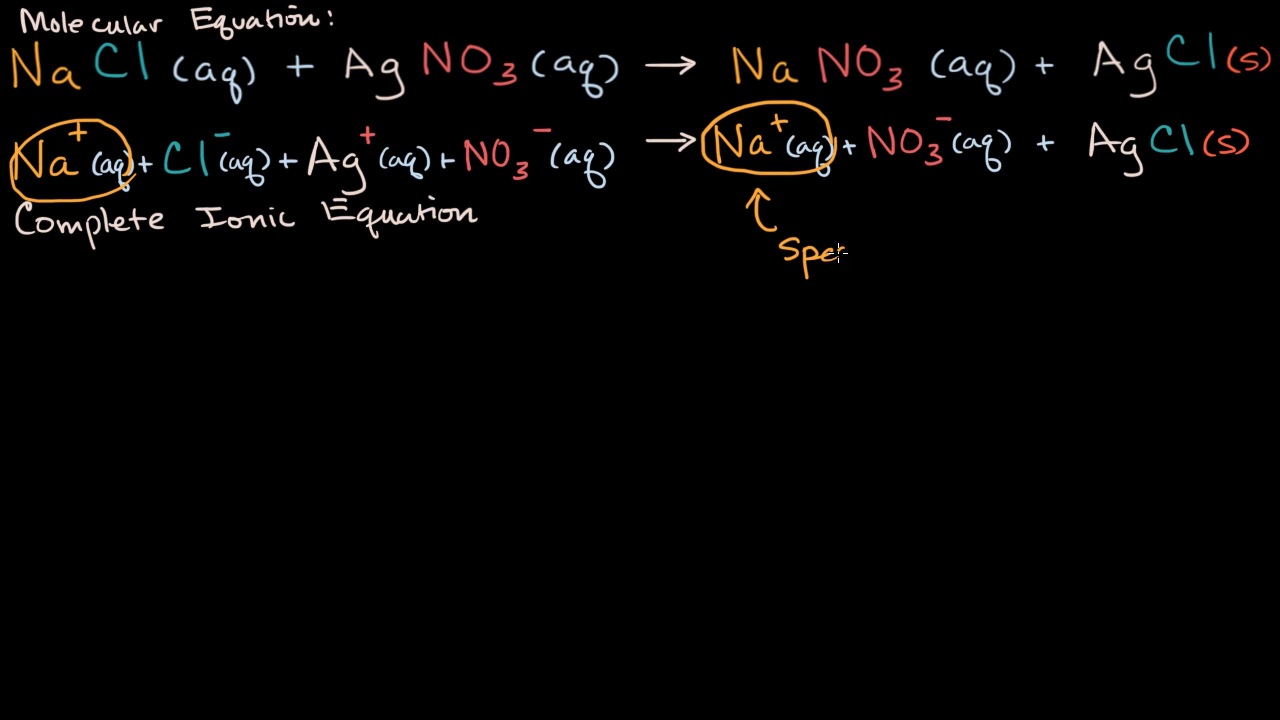 Molecular Equation:
NaCl (aq) + AgNO₃ (aq) → NaNO₃ (aq) + AgCl (s)
Na⁺ (aq) + Cl⁻ (aq) + Ag⁺ (aq) + NO₃⁻ (aq) → Na⁺ (aq) + NO₃⁻ (aq) + AgCl (s)
Complete Ionic Equation
Spe